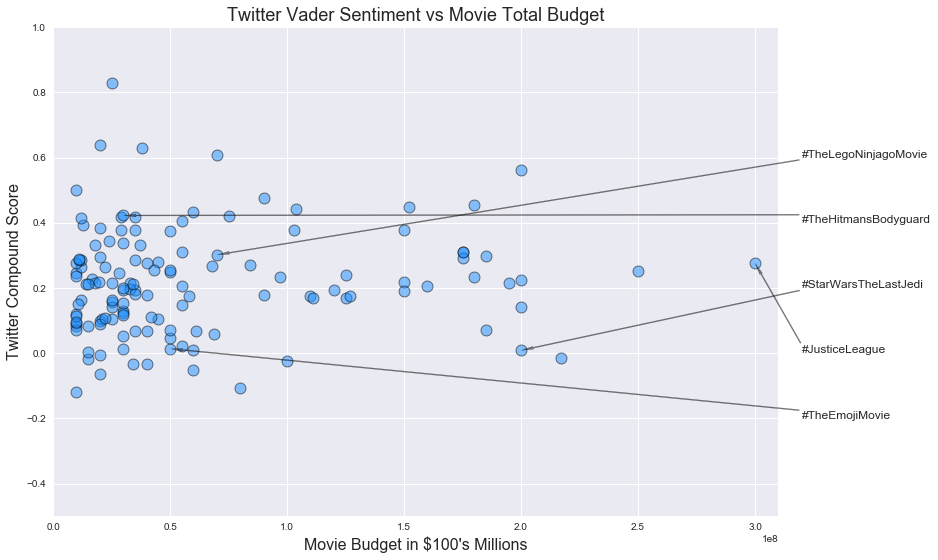 Twitter Vader Sentiment vs Movie Total Budget
1.0
0.8
0.6
0.4
0.2
0.0
−0.2
−0.4
Twitter Compound Score
#TheLegoNinjagoMovie
#TheHitmansBodyguard
#StarWarsTheLastJedi
#JusticeLeague
#TheEmojiMovie
0.0 0.5 1.0 1.5 2.0 2.5 3.0
1e8
Movie Budget in $100's Millions